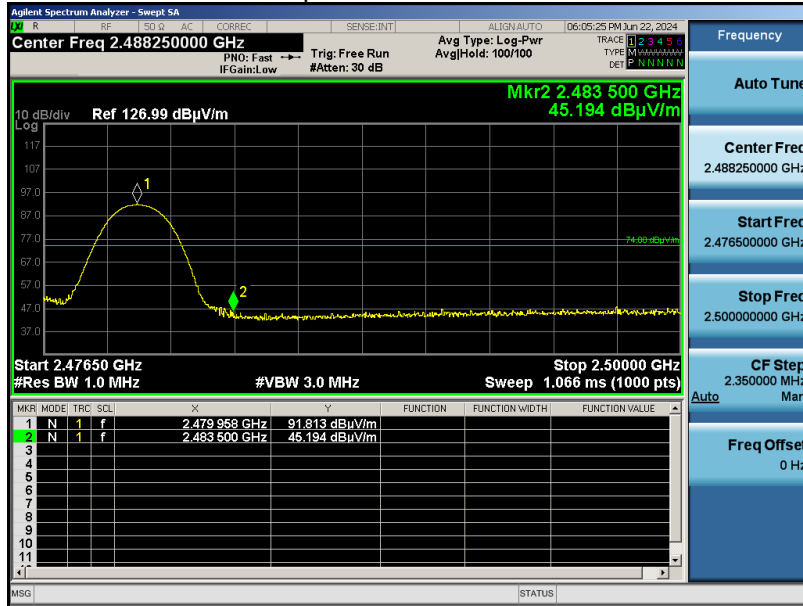 Agilent Spectrum Analyzer - Swept SA
LXI R RF 50 Ω AC CORREC SENSE:INT ALIGN AUTO 06:05:25 PM Jun 22, 2024
Center Freq 2.488250000 GHz
PNO: Fast
IFGain:Low
Trig: Free Run
#Atten: 30 dB
Avg Type: Log-Pwr
Avg|Hold: 100/100
TRACE 1 2 3 4 5 6
TYPE M
DET P N N N N N
Mkr2 2.483 500 GHz
45.194 dBµV/m
10 dB/div Ref 126.99 dBµV/m
Log
117
107
97.0
87.0
77.0
67.0
57.0
47.0
37.0
1
2
74.00 dBµV/m
Start 2.47650 GHz Stop 2.50000 GHz
#Res BW 1.0 MHz #VBW 3.0 MHz Sweep 1.066 ms (1000 pts)
MKR MODE TRC SCL X Y FUNCTION FUNCTION WIDTH FUNCTION VALUE
1 N 1 f 2.479 958 GHz 91.813 dBµV/m
2 N 1 f 2.483 500 GHz 45.194 dBµV/m
3
4
5
6
7
8
9
10
11
MSG STATUS
Frequency
Auto Tune
Center Freq
2.488250000 GHz
Start Freq
2.476500000 GHz
Stop Freq
2.500000000 GHz
CF Step
2.350000 MHz
Auto Man
Freq Offset
0 Hz